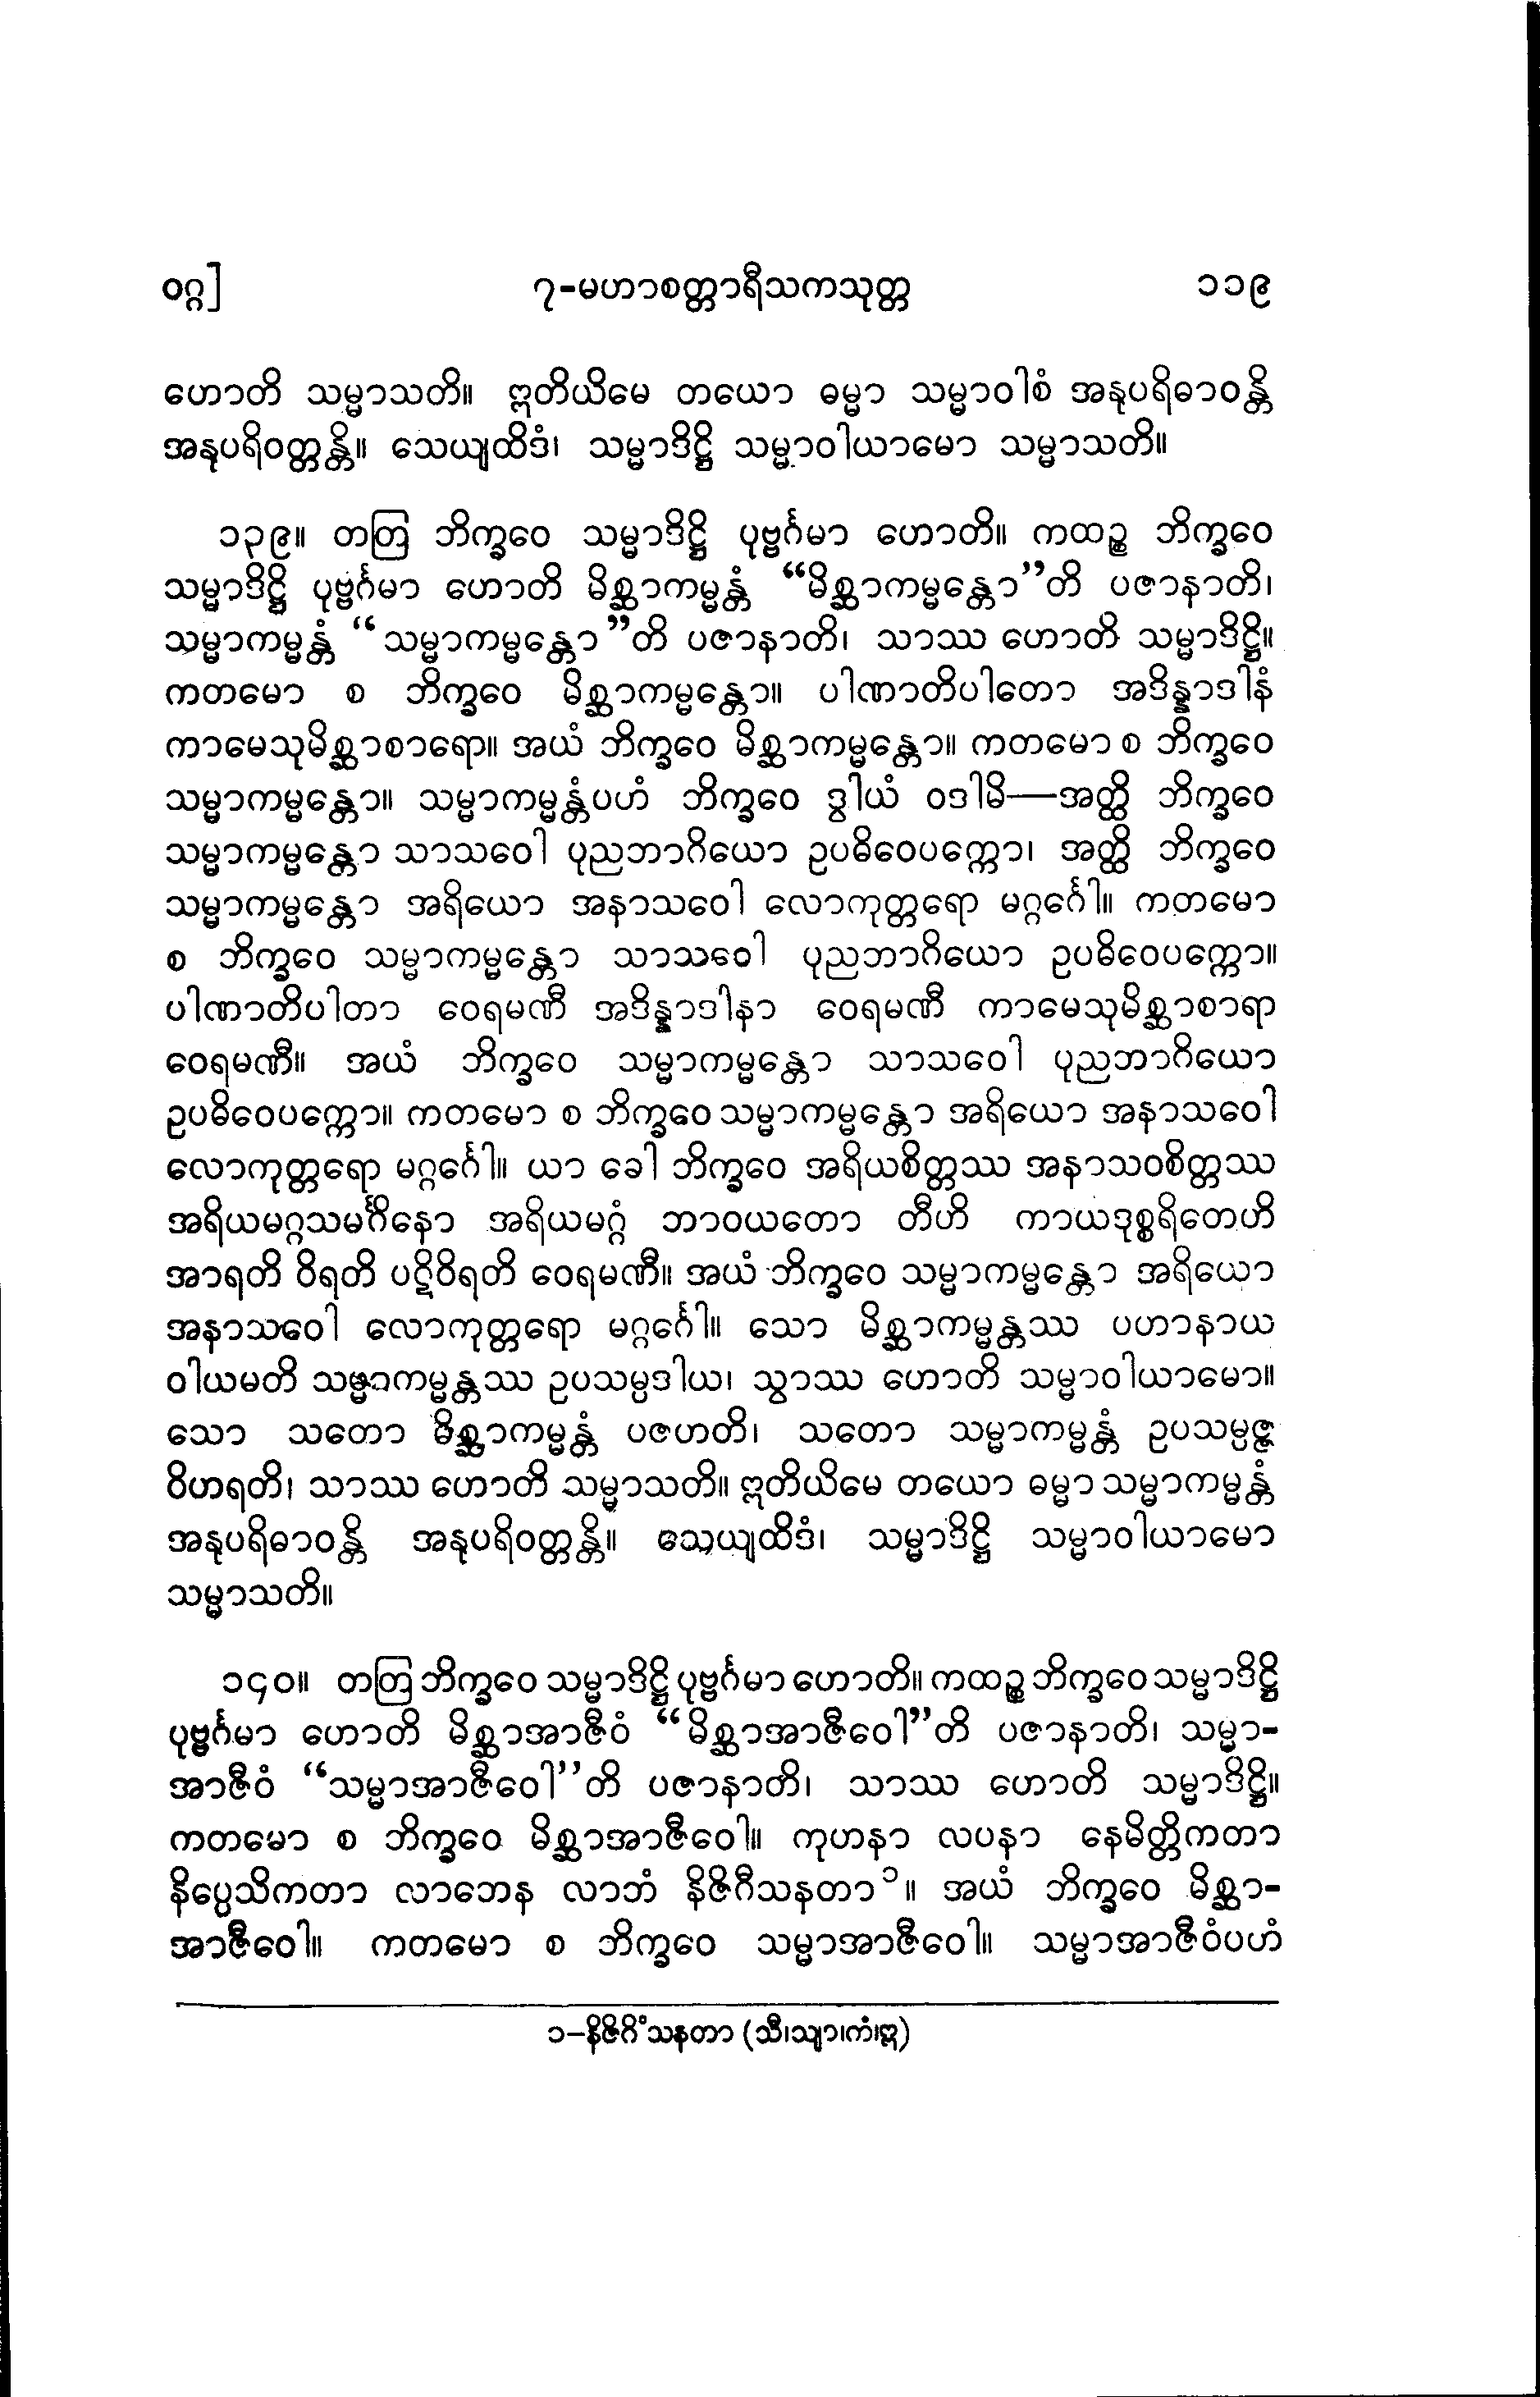 ဝဂ္ဂ] ၇-မဟာစတ္တာရီသကသုတ္တ ၁၁၉
ဟောတိ သမ္မာသတိ။ ဣတိယိမေ တယော ဓမ္မာ သမ္မာဝါစံ အနုပရိဓာဝန္တိ
အနုပရိဝတ္တန္တိ။ သေယျထိဒံ၊ သမ္မာဒိဋ္ဌိ သမ္မာဝါယာမော သမ္မာသတိ။
၁၃၉။ တတြ ဘိက္ခဝေ သမ္မာဒိဋ္ဌိ ပုဗ္ဗင်္ဂမာ ဟောတိ။ ကထဉ္စ ဘိက္ခဝေ
သမ္မာဒိဋ္ဌိ ပုဗ္ဗင်္ဂမာ ဟောတိ မိစ္ဆာကမ္မန္တံ “မိစ္ဆာကမ္မန္တော”တိ ပဇာနာတိ၊
သမ္မာကမ္မန္တံ “သမ္မာကမ္မန္တော”တိ ပဇာနာတိ၊ သာဿ ဟောတိ သမ္မာဒိဋ္ဌိ။
ကတမော စ ဘိက္ခဝေ မိစ္ဆာကမ္မန္တော။ ပါဏာတိပါတော အဒိန္နာဒါနံ
ကာမေသုမိစ္ဆာစာရော။ အယံ ဘိက္ခဝေ မိစ္ဆာကမ္မန္တော။ ကတမော စ ဘိက္ခဝေ
သမ္မာကမ္မန္တော။ သမ္မာကမ္မန္တံပဟံ ဘိက္ခဝေ ဒွါယံ ဝဒါမိ—အတ္ထိ ဘိက္ခဝေ
သမ္မာကမ္မန္တော သာသဝေါ ပုညဘာဂိယော ဥပဓိဝေပက္ကော၊ အတ္ထိ ဘိက္ခဝေ
သမ္မာကမ္မန္တော အရိယော အနာသဝေါ လောကုတ္တရော မဂ္ဂင်္ဂေါ။ ကတမော
စ ဘိက္ခဝေ သမ္မာကမ္မန္တော သာသဝေါ ပုညဘာဂိယော ဥပဓိဝေပက္ကော။
ပါဏာတိပါတာ ဝေရမဏီ အဒိန္နာဒါနာ ဝေရမဏီ ကာမေသုမိစ္ဆာစာရာ
ဝေရမဏီ။ အယံ ဘိက္ခဝေ သမ္မာကမ္မန္တော သာသဝေါ ပုညဘာဂိယော
ဥပဓိဝေပက္ကော။ ကတမော စ ဘိက္ခဝေ သမ္မာကမ္မန္တော အရိယော အနာသဝေါ
လောကုတ္တရော မဂ္ဂင်္ဂေါ။ ယာ ခေါ ဘိက္ခဝေ အရိယစိတ္တဿ အနာသဝစိတ္တဿ
အရိယမဂ္ဂသမင်္ဂိနော အရိယမဂ္ဂံ ဘာဝယတော တီဟိ ကာယဒုစ္စရိတေဟိ
အာရတိ ဝိရတိ ပဋိဝိရတိ ဝေရမဏီ။ အယံ ဘိက္ခဝေ သမ္မာကမ္မန္တော အရိယော
အနာသဝေါ လောကုတ္တရော မဂ္ဂင်္ဂေါ။ သော မိစ္ဆာကမ္မန္တဿ ပဟာနာယ
ဝါယမတိ သမ္မာကမ္မန္တဿ ဥပသမ္ပဒါယ၊ သွာဿ ဟောတိ သမ္မာဝါယာမော။
သော သတော မိစ္ဆာကမ္မန္တံ ပဇဟတိ၊ သတော သမ္မာကမ္မန္တံ ဥပသမ္ပဇ္ဇ
ဝိဟရတိ၊ သာဿ ဟောတိ သမ္မာသတိ။ ဣတိယိမေ တယော ဓမ္မာ သမ္မာကမ္မန္တံ
အနုပရိဓာဝန္တိ အနုပရိဝတ္တန္တိ။ သေယျထိဒံ၊ သမ္မာဒိဋ္ဌိ သမ္မာဝါယာမော
သမ္မာသတိ။
၁၄၀။ တတြ ဘိက္ခဝေ သမ္မာဒိဋ္ဌိ ပုဗ္ဗင်္ဂမာ ဟောတိ။ ကထဉ္စ ဘိက္ခဝေ သမ္မာဒိဋ္ဌိ
ပုဗ္ဗင်္ဂမာ ဟောတိ မိစ္ဆာအာဇီဝံ “မိစ္ဆာအာဇီဝေါ”တိ ပဇာနာတိ၊ သမ္မာ-
အာဇီဝံ “သမ္မာအာဇီဝေါ”တိ ပဇာနာတိ၊ သာဿ ဟောတိ သမ္မာဒိဋ္ဌိ။
ကတမော စ ဘိက္ခဝေ မိစ္ဆာအာဇီဝေါ။ ကုဟနာ လပနာ နေမိတ္တိကတာ
နိပ္ပေသိကတာ လာဘေန လာဘံ နိဇိဂီသနတာ၁။ အယံ ဘိက္ခဝေ မိစ္ဆာ-
အာဇီဝေါ။ ကတမော စ ဘိက္ခဝေ သမ္မာအာဇီဝေါ။ သမ္မာအာဇီဝံပဟံ
၁–နိဇိဂိံသနတာ (သီ၊သျာ၊ကံ၊ဣ)